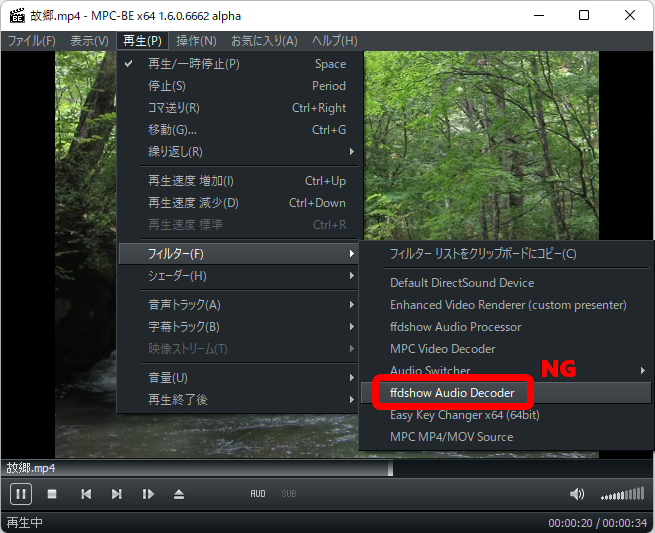 故郷.mp4 - MPC-BE x64 1.6.0.6662 alpha
ファイル(F) 表示(V) 再生(P) 操作(N) お気に入り(A) ヘルプ(H)
再生/一時停止(P) Space
停止(S) Period
コマ送り(R) Ctrl+Right
移動(G)... Ctrl+G
繰り返し(R)
再生速度 増加(I) Ctrl+Up
再生速度 減少(D) Ctrl+Down
再生速度 標準 Ctrl+R
フィルター(F)
シェーダー(H)
音声トラック(A)
字幕トラック(B)
映像ストリーム(T)
音量(U)
再生終了後
フィルター リストをクリップボードにコピー(C)
Default DirectSound Device
Enhanced Video Renderer (custom presenter)
ffdshow Audio Processor
MPC Video Decoder
Audio Switcher
NG
ffdshow Audio Decoder
Easy Key Changer x64 (64bit)
MPC MP4/MOV Source
故郷.mp4
AUD SUB
再生中 00:00:20 / 00:00:34